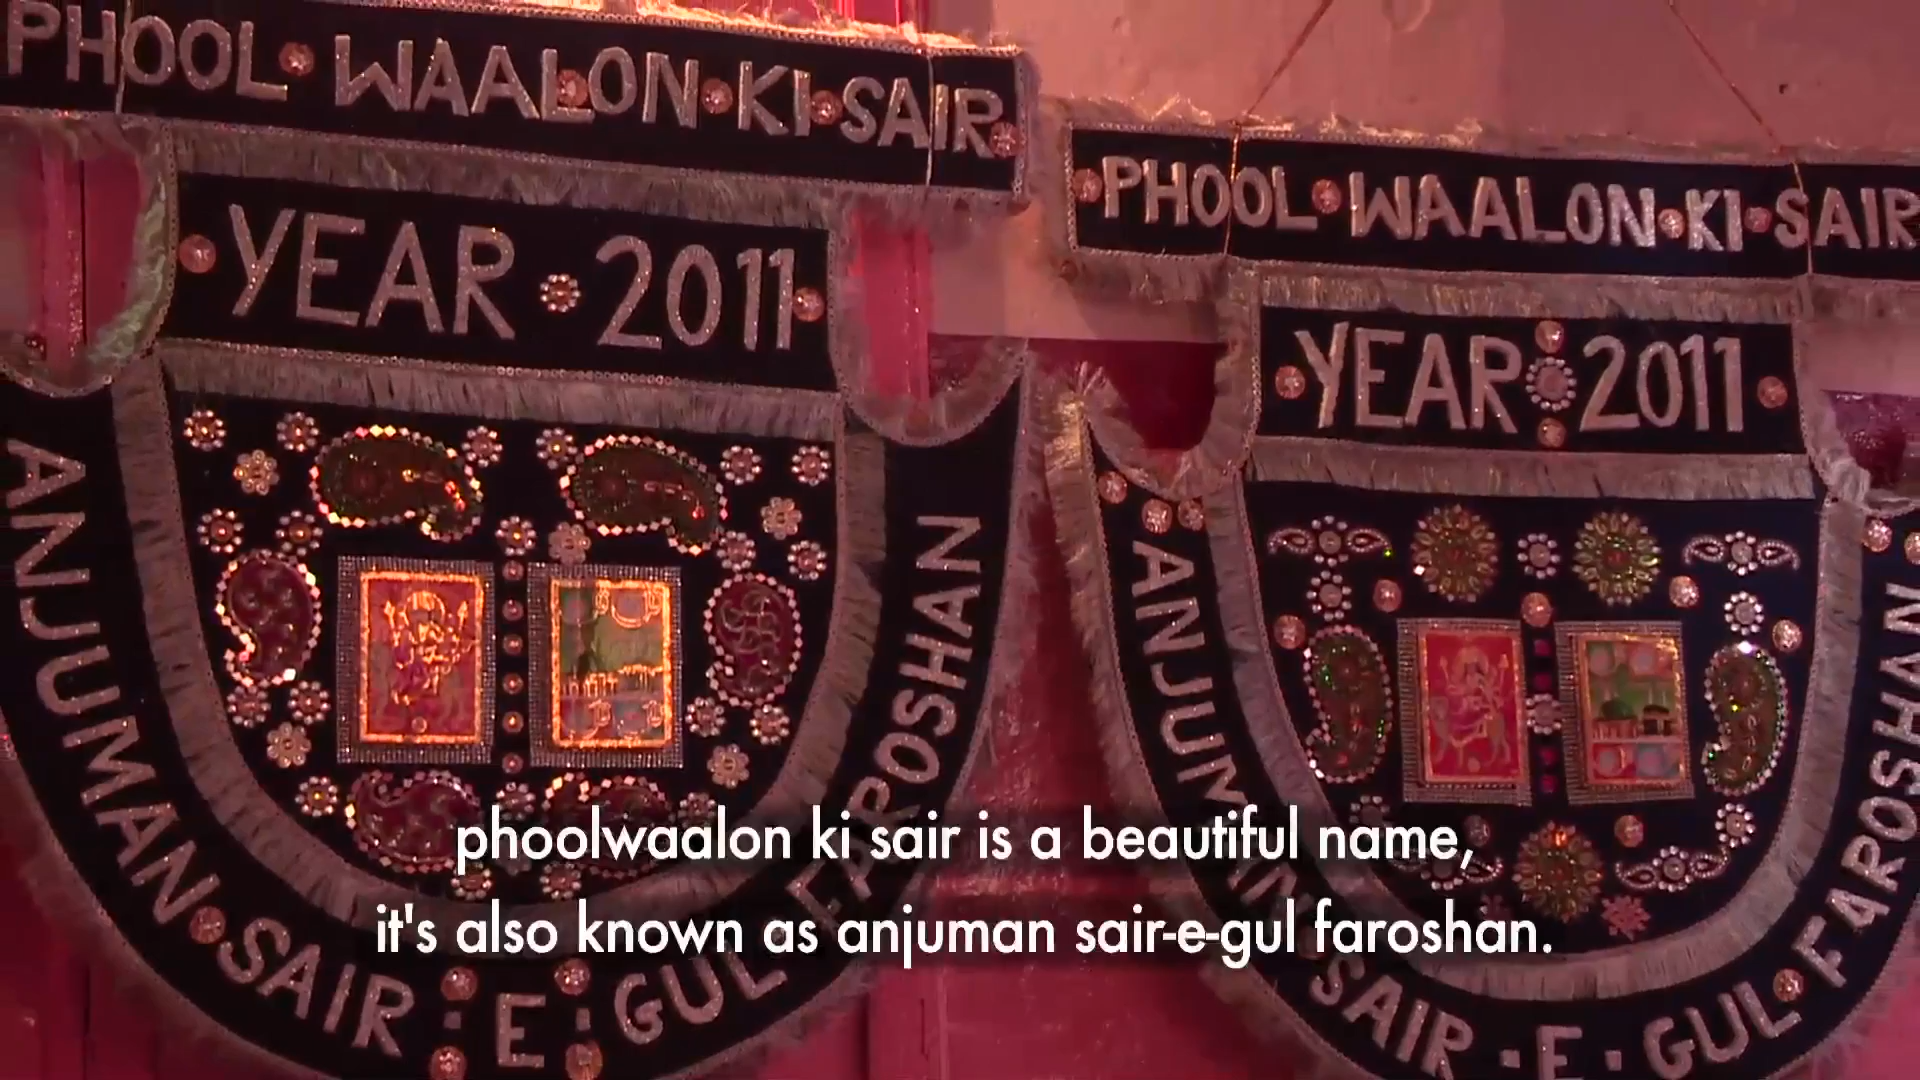 PHOOL WAALON KI SAIR
YEAR 2011
ANJUMAN SAIR-E-GUL FAROSHAN
PHOOL WAALON KI SAIR
YEAR 2011
ANJUMAN SAIR-E-GUL FAROSHAN
phoolwaalon ki sair is a beautiful name,
it's also known as anjuman sair-e-gul faroshan.